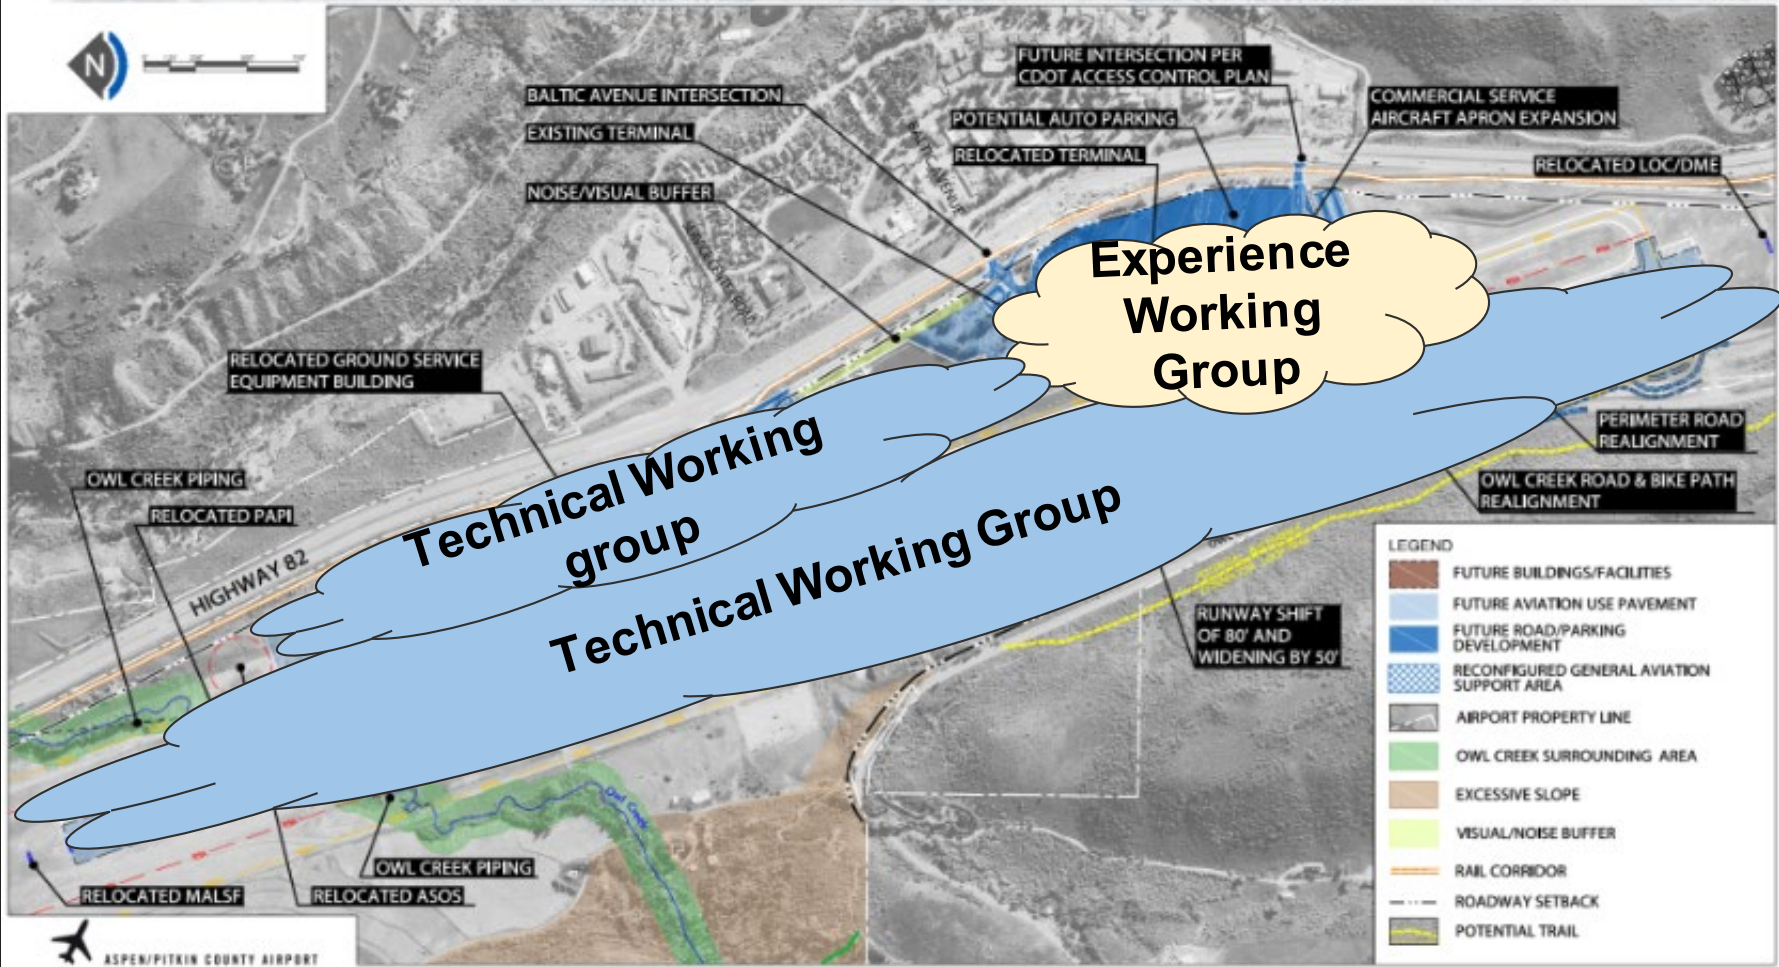 N
FUTURE INTERSECTION PER
CDOT ACCESS CONTROL PLAN
BALTIC AVENUE INTERSECTION
COMMERCIAL SERVICE
AIRCRAFT APRON EXPANSION
POTENTIAL AUTO PARKING
EXISTING TERMINAL
RELOCATED TERMINAL
RELOCATED LOC/DME
NOISE/VISUAL BUFFER
Experience
Working
Group
RELOCATED GROUND SERVICE
EQUIPMENT BUILDING
Technical Working
group
Technical Working Group
PERIMETER ROAD
REALIGNMENT
OWL CREEK ROAD & BIKE PATH
REALIGNMENT
OWL CREEK PIPING
RELOCATED PAPI
HIGHWAY 82
RUNWAY SHIFT
OF 80' AND
WIDENING BY 50'
LEGEND
FUTURE BUILDINGS/FACILITIES
FUTURE AVIATION USE PAVEMENT
FUTURE ROAD/PARKING
DEVELOPMENT
RECONFIGURED GENERAL AVIATION
SUPPORT AREA
AIRPORT PROPERTY LINE
OWL CREEK SURROUNDING AREA
EXCESSIVE SLOPE
VISUAL/NOISE BUFFER
RAIL CORRIDOR
ROADWAY SETBACK
POTENTIAL TRAIL
Owl Creek
OWL CREEK PIPING
RELOCATED MALSF
RELOCATED ASOS
ASPEN/PITKIN COUNTY AIRPORT